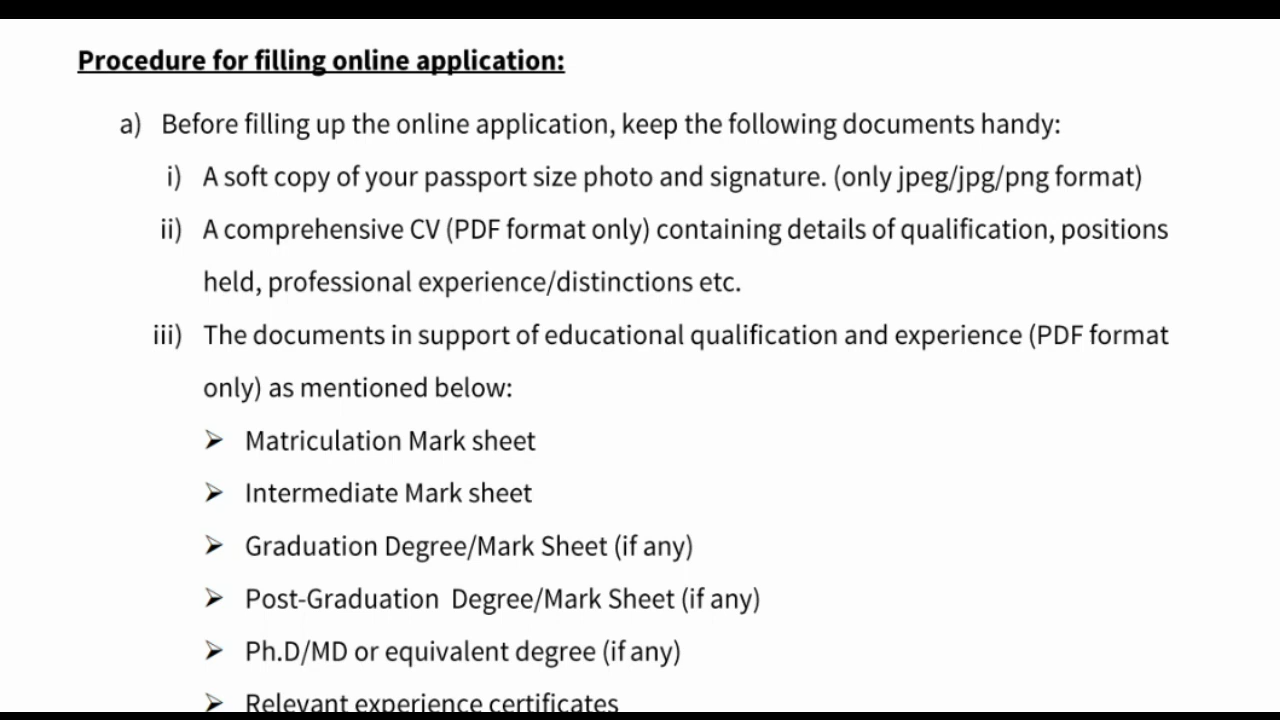 Procedure for filling online application:
a) Before filling up the online application, keep the following documents handy:
i) A soft copy of your passport size photo and signature. (only jpeg/jpg/png format)
ii) A comprehensive CV (PDF format only) containing details of qualification, positions
held, professional experience/distinctions etc.
iii) The documents in support of educational qualification and experience (PDF format
only) as mentioned below:
➢ Matriculation Mark sheet
➢ Intermediate Mark sheet
➢ Graduation Degree/Mark Sheet (if any)
➢ Post-Graduation Degree/Mark Sheet (if any)
➢ Ph.D/MD or equivalent degree (if any)
➢ Relevant experience certificates